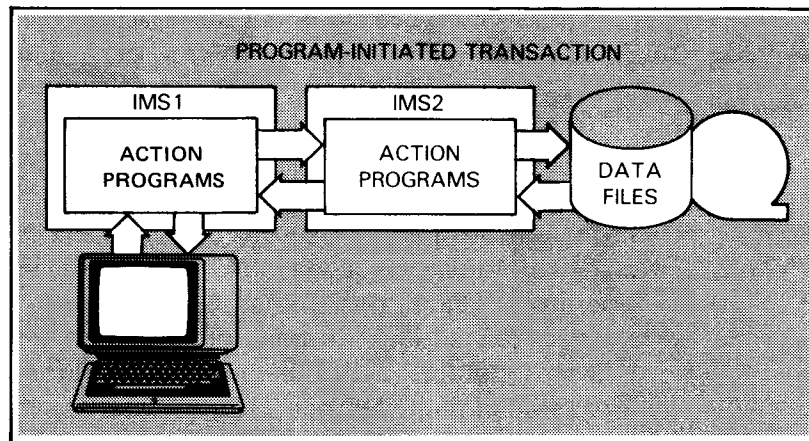 PROGRAM-INITIATED TRANSACTION
IMS1
ACTION
PROGRAMS
IMS2
ACTION
PROGRAMS
DATA
FILES